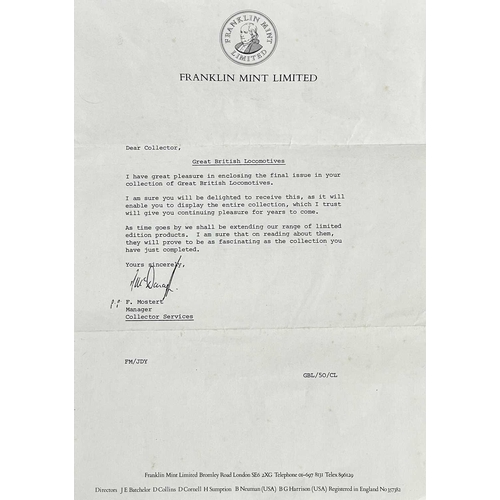 FRANKLIN MINT
LIMITED
FRANKLIN MINT LIMITED
Dear Collector,
Great British Locomotives
I have great pleasure in enclosing the final issue in your
collection of Great British Locomotives.
I am sure you will be delighted to receive this, as it will
enable you to display the entire collection, which I trust
will give you continuing pleasure for years to come.
As time goes by we shall be extending our range of limited
edition products. I am sure that on reading about them,
they will prove to be as fascinating as the collection you
have just completed.
Yours sincerely,
p.p F. Mostert
Manager
Collector Services
FM/JDY
GBL/50/CL
Franklin Mint Limited Bromley Road London SE6 2XG Telephone 01-697 8131 Telex 896129
Directors J E Batchelor D Collins D Cornell H Sumption B Neuman (USA) B G Harrison (USA) Registered in England No